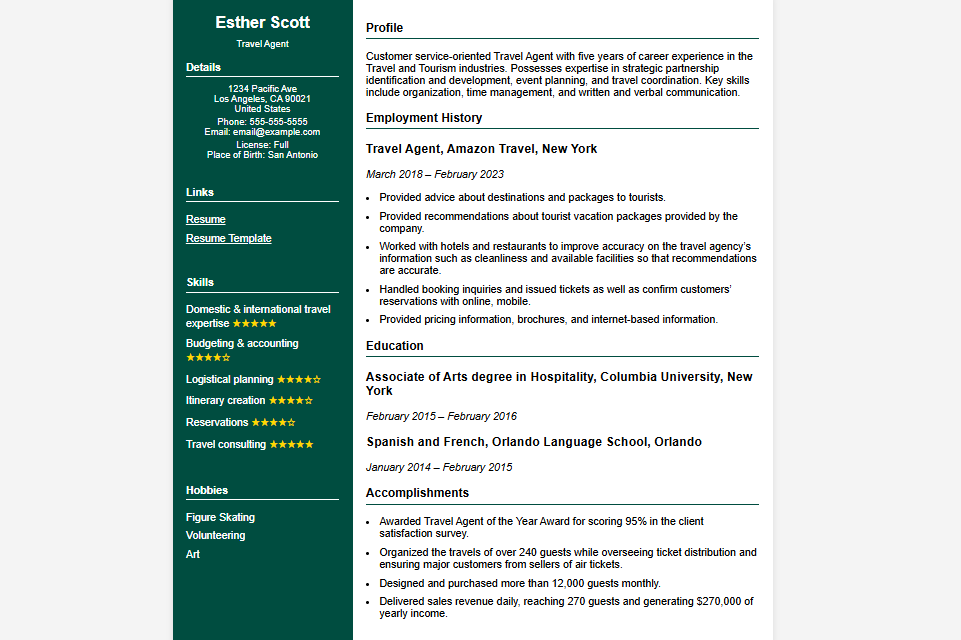 Esther Scott
Travel Agent
Details
1234 Pacific Ave
Los Angeles, CA 90021
United States
Phone: 555-555-5555
Email: email@example.com
License: Full
Place of Birth: San Antonio
Links
Resume
Resume Template
Skills
Domestic & international travel
expertise ★★★★★
Budgeting & accounting
★★★★☆
Logistical planning ★★★★☆
Itinerary creation ★★★★☆
Reservations ★★★★☆
Travel consulting ★★★★★
Hobbies
Figure Skating
Volunteering
Art
Profile
Customer service-oriented Travel Agent with five years of career experience in the
Travel and Tourism industries. Possesses expertise in strategic partnership
identification and development, event planning, and travel coordination. Key skills
include organization, time management, and written and verbal communication.
Employment History
Travel Agent, Amazon Travel, New York
March 2018 – February 2023
• Provided advice about destinations and packages to tourists.
• Provided recommendations about tourist vacation packages provided by the
company.
• Worked with hotels and restaurants to improve accuracy on the travel agency’s
information such as cleanliness and available facilities so that recommendations
are accurate.
• Handled booking inquiries and issued tickets as well as confirm customers’
reservations with online, mobile.
• Provided pricing information, brochures, and internet-based information.
Education
Associate of Arts degree in Hospitality, Columbia University, New
York
February 2015 – February 2016
Spanish and French, Orlando Language School, Orlando
January 2014 – February 2015
Accomplishments
• Awarded Travel Agent of the Year Award for scoring 95% in the client
satisfaction survey.
• Organized the travels of over 240 guests while overseeing ticket distribution and
ensuring major customers from sellers of air tickets.
• Designed and purchased more than 12,000 guests monthly.
• Delivered sales revenue daily, reaching 270 guests and generating $270,000 of
yearly income.